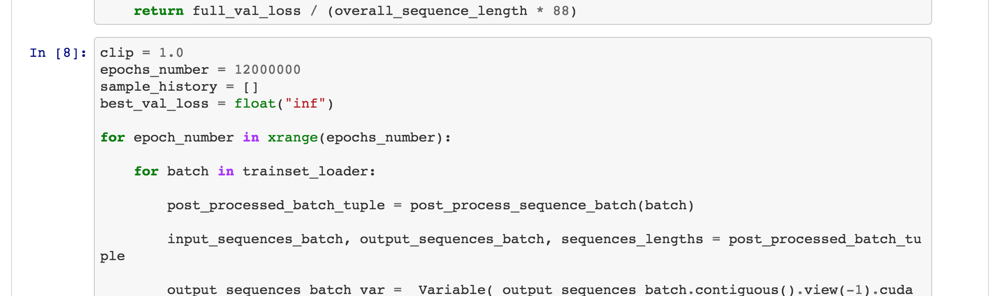 return full_val_loss / (overall_sequence_length * 88)
In [8]:
clip = 1.0
epochs_number = 12000000
sample_history = []
best_val_loss = float("inf")
for epoch_number in xrange(epochs_number):
    for batch in trainset_loader:
        post_processed_batch_tuple = post_process_sequence_batch(batch)
        input_sequences_batch, output_sequences_batch, sequences_lengths = post_processed_batch_tu
ple
        output_sequences_batch_var =  Variable( output_sequences_batch.contiguous().view(-1).cuda